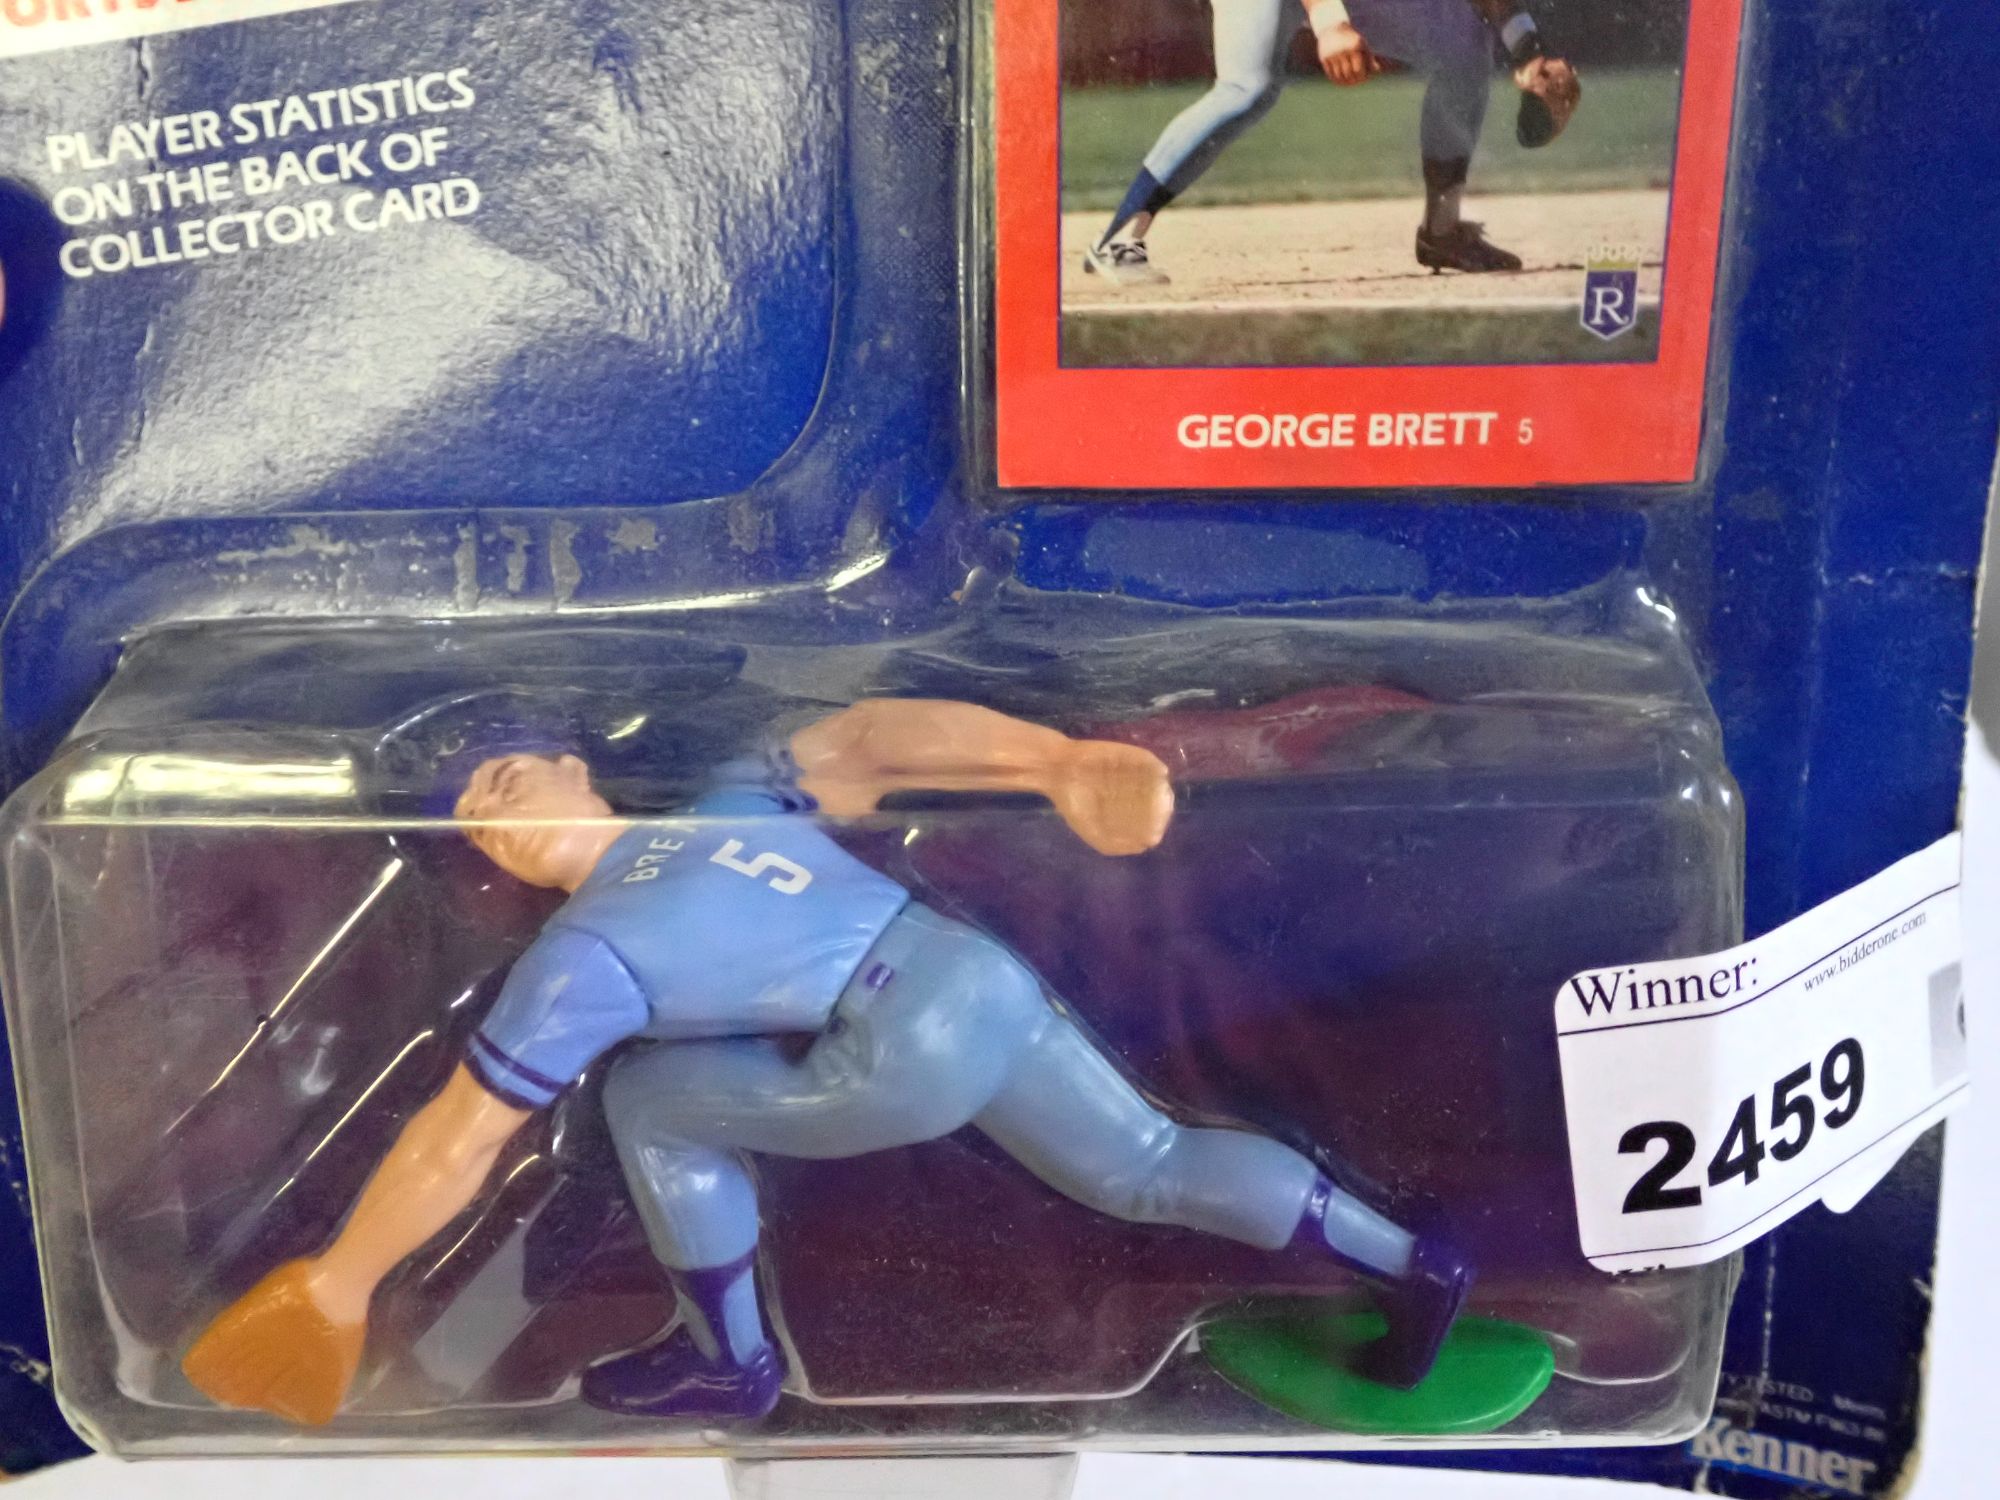 PLAYER STATISTICS
ON THE BACK OF
COLLECTOR CARD
R
GEORGE BRETT 5
5
Winner:
www.bidderone.com
2459
Kenner